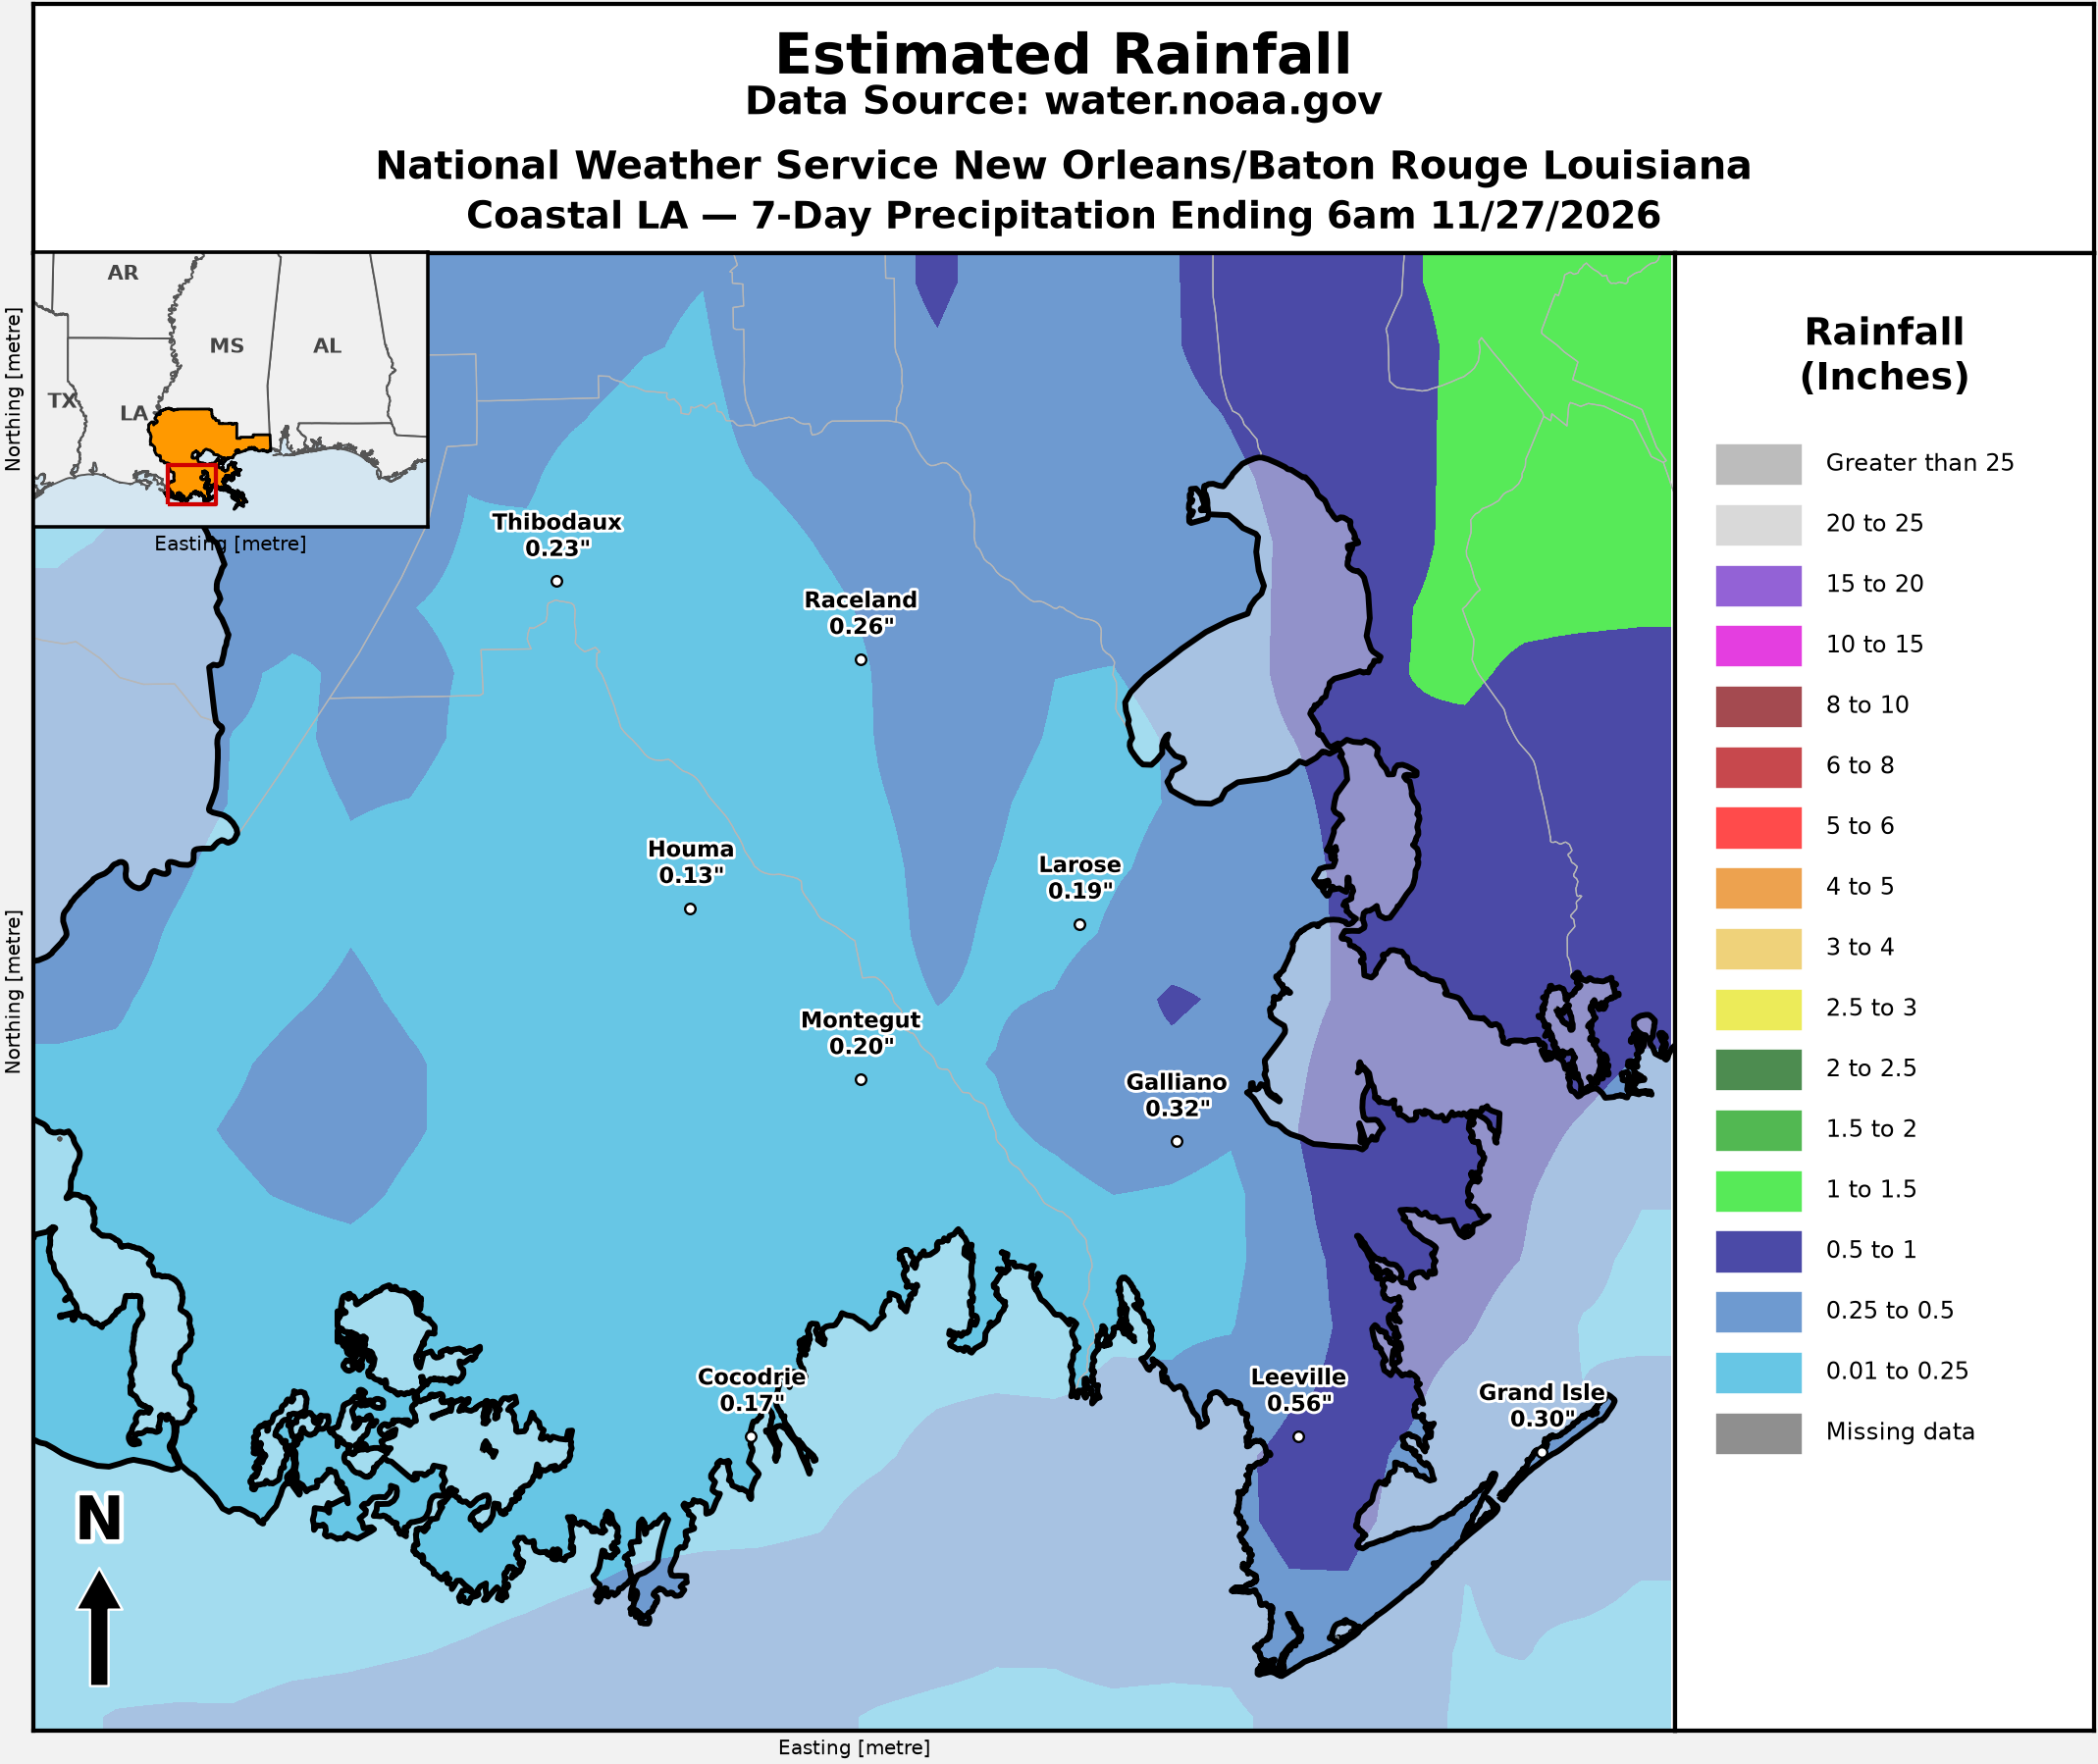 Estimated Rainfall
Data Source: water.noaa.gov
National Weather Service New Orleans/Baton Rouge Louisiana
Coastal LA — 7-Day Precipitation Ending 6am 11/27/2026
AR
MS
AL
TX
LA
Northing [metre]
Easting [metre]
Thibodaux
0.23"
Raceland
0.26"
Houma
0.13"
Larose
0.19"
Northing [metre]
Montegut
0.20"
Galliano
0.32"
Cocodrie
0.17"
Leeville
0.56"
Grand Isle
0.30"
N
Easting [metre]
Rainfall
(Inches)
Greater than 25
20 to 25
15 to 20
10 to 15
8 to 10
6 to 8
5 to 6
4 to 5
3 to 4
2.5 to 3
2 to 2.5
1.5 to 2
1 to 1.5
0.5 to 1
0.25 to 0.5
0.01 to 0.25
Missing data